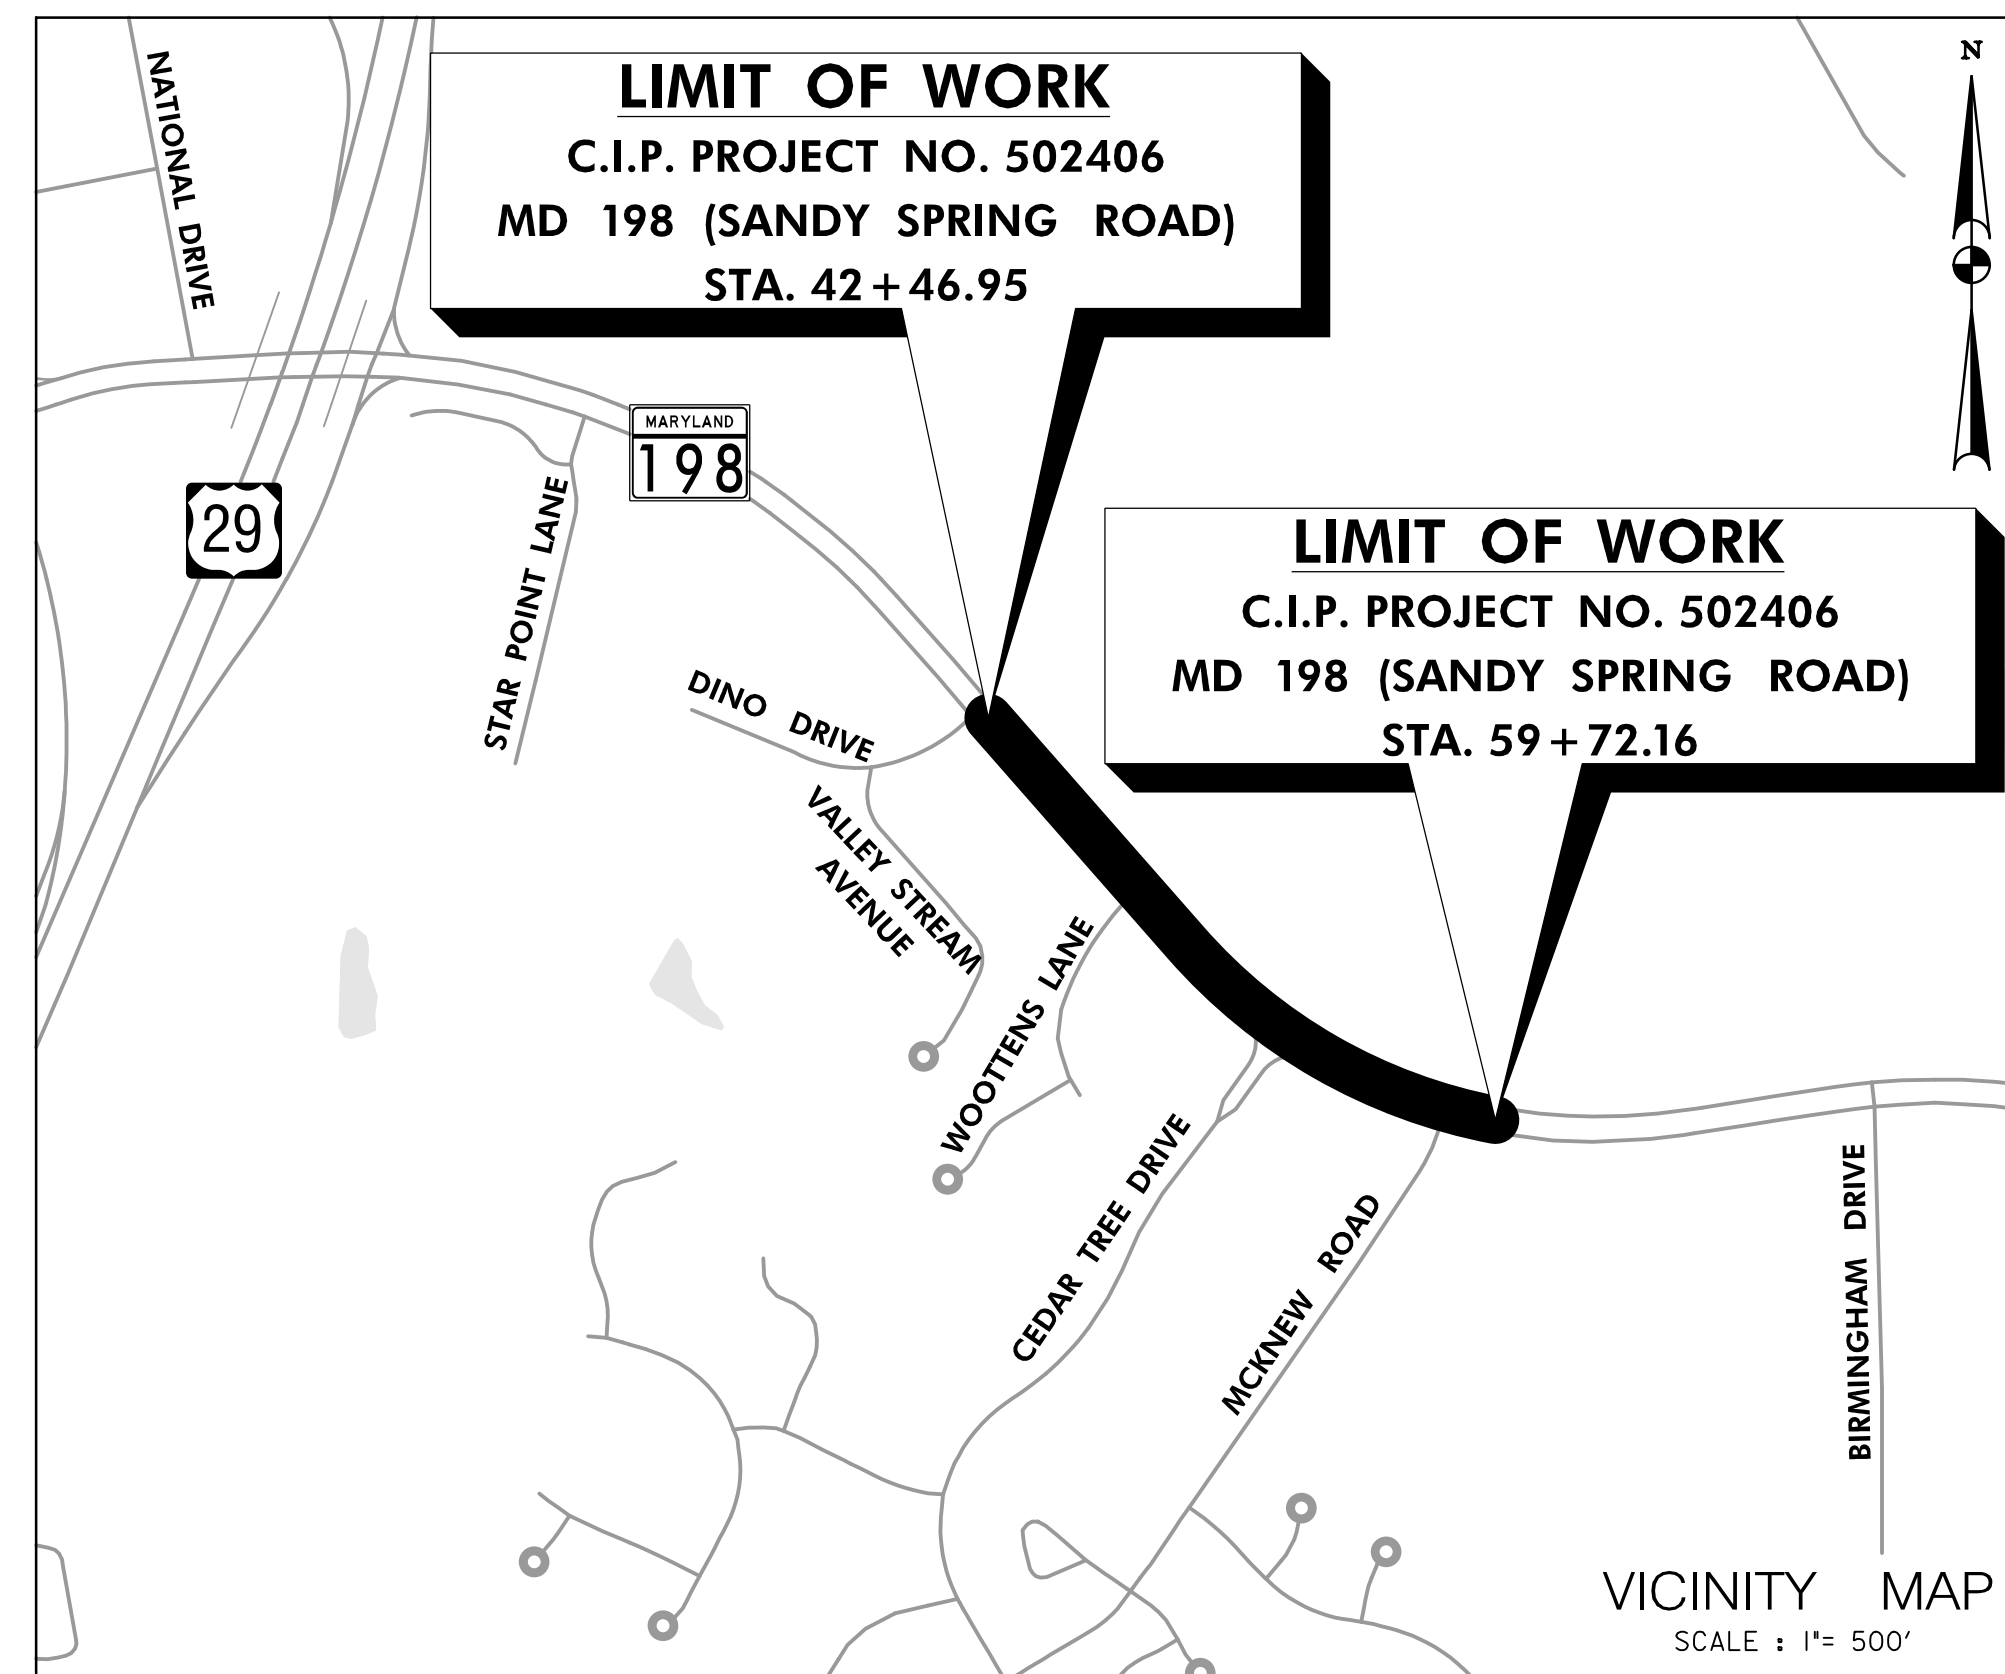 N
NATIONAL DRIVE
LIMIT OF WORK
C.I.P. PROJECT NO. 502406
MD 198 (SANDY SPRING ROAD)
STA. 42+46.95
MARYLAND
198
29
STAR POINT LANE
LIMIT OF WORK
C.I.P. PROJECT NO. 502406
MD 198 (SANDY SPRING ROAD)
STA. 59+72.16
DINO DRIVE
VALLEY STREAM
AVENUE
WOOTTENS LANE
CEDAR TREE DRIVE
MCKNEW ROAD
BIRMINGHAM DRIVE
VICINITY MAP
SCALE : 1"= 500'